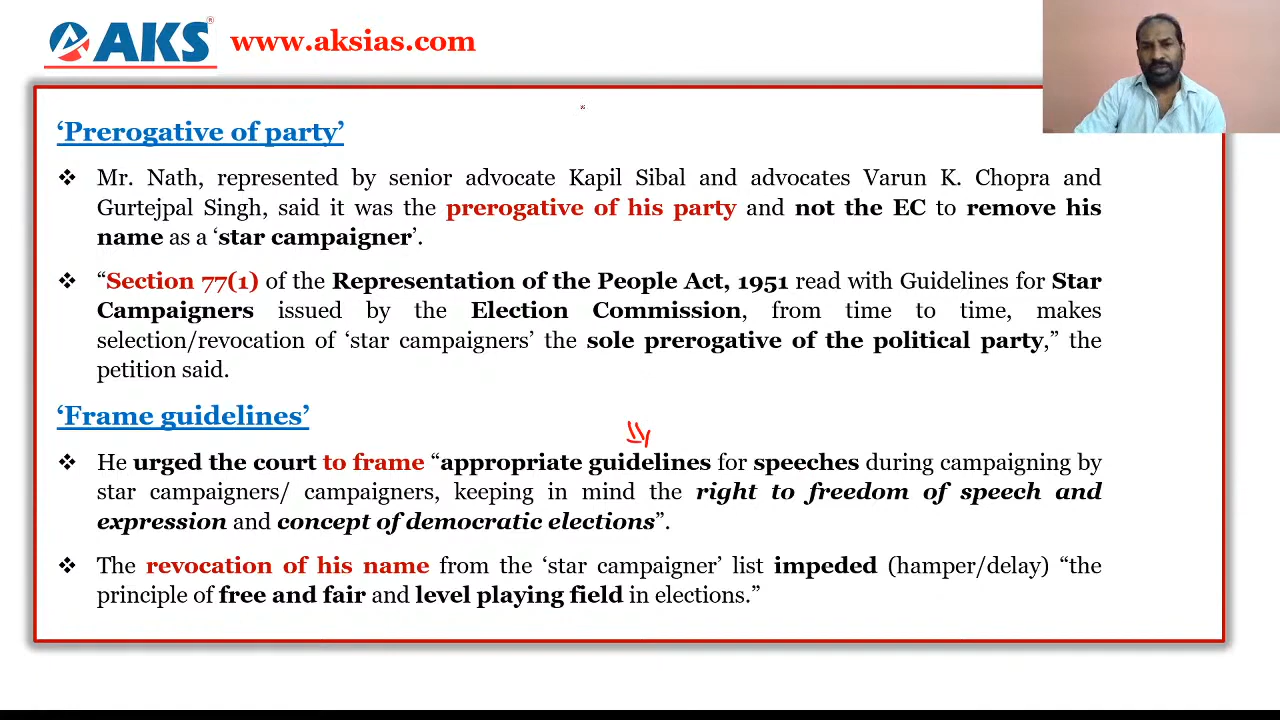 AKS www.aksias.com
‘Prerogative of party’
❖ Mr. Nath, represented by senior advocate Kapil Sibal and advocates Varun K. Chopra and
Gurtejpal Singh, said it was the prerogative of his party and not the EC to remove his
name as a ‘star campaigner’.
❖ “Section 77(1) of the Representation of the People Act, 1951 read with Guidelines for Star
Campaigners issued by the Election Commission, from time to time, makes
selection/revocation of ‘star campaigners’ the sole prerogative of the political party,” the
petition said.
‘Frame guidelines’
❖ He urged the court to frame “appropriate guidelines for speeches during campaigning by
star campaigners/ campaigners, keeping in mind the right to freedom of speech and
expression and concept of democratic elections”.
❖ The revocation of his name from the ‘star campaigner’ list impeded (hamper/delay) “the
principle of free and fair and level playing field in elections.”